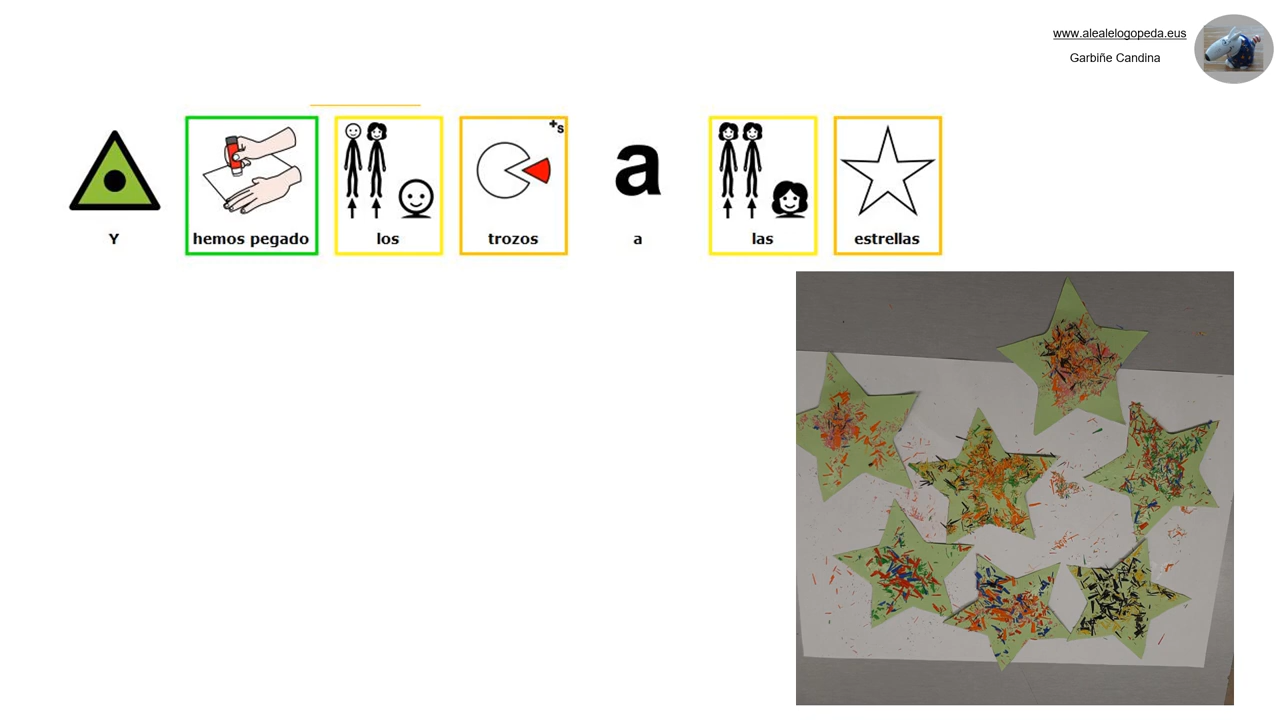 www.alealelogopeda.eus
Garbiñe Candina
+s
a
Y hemos pegado los trozos a las estrellas